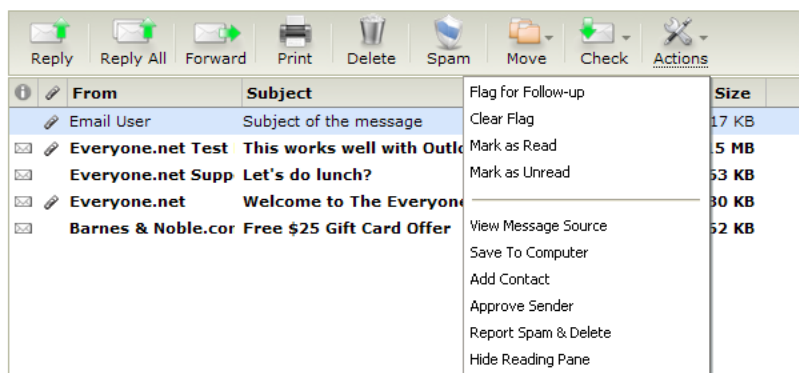 Reply Reply All Forward Print Delete Spam Move Check Actions
From Subject Size
Email User Subject of the message 17 KB
Everyone.net Test This works well with Outlo 5 MB
Everyone.net Supp Let's do lunch? 53 KB
Everyone.net Welcome to The Everyone 30 KB
Barnes & Noble.cor Free $25 Gift Card Offer 52 KB
Flag for Follow-up
Clear Flag
Mark as Read
Mark as Unread
View Message Source
Save To Computer
Add Contact
Approve Sender
Report Spam & Delete
Hide Reading Pane